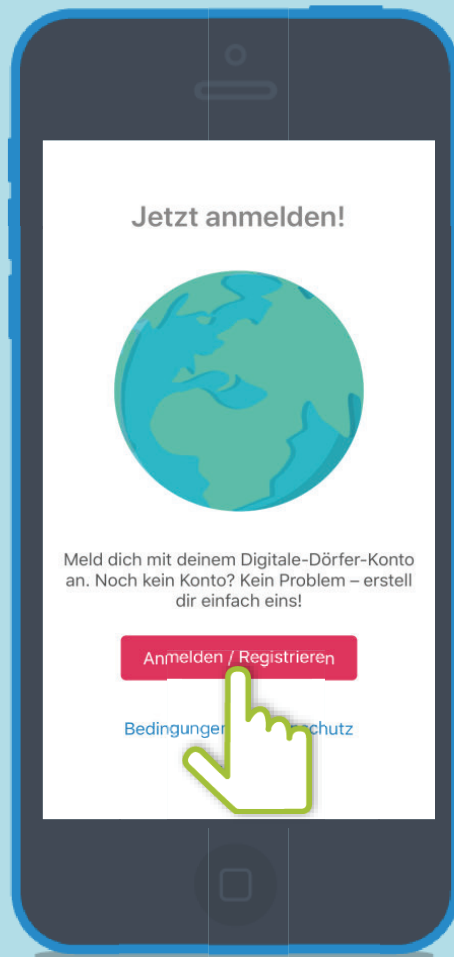 Jetzt anmelden!
Meld dich mit deinem Digitale-Dörfer-Konto
an. Noch kein Konto? Kein Problem – erstell
dir einfach eins!
Anmelden / Registrieren
Bedingungen